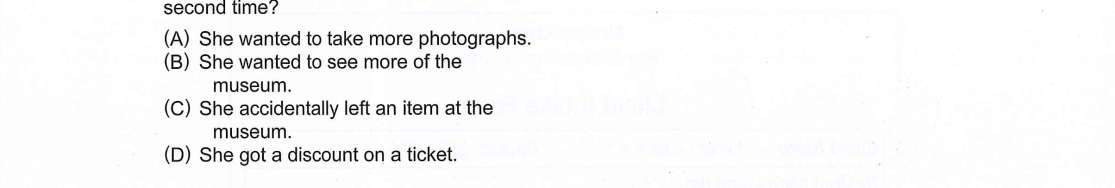 second time?
(A) She wanted to take more photographs.
(B) She wanted to see more of the
museum.
(C) She accidentally left an item at the
museum.
(D) She got a discount on a ticket.